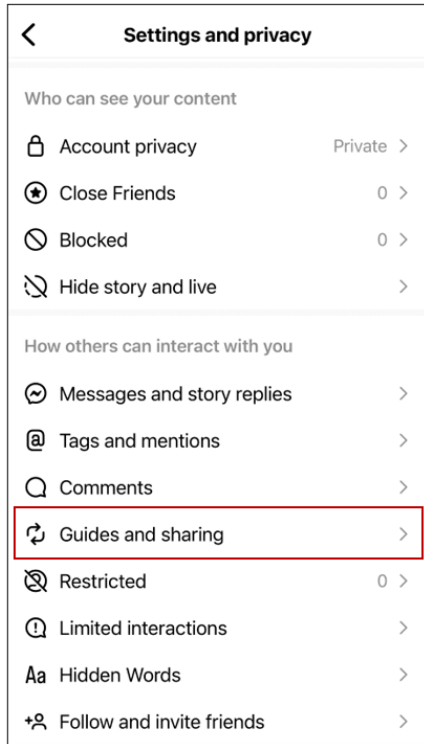 Settings and privacy
Who can see your content
Account privacy Private
Close Friends 0
Blocked 0
Hide story and live
How others can interact with you
Messages and story replies
Tags and mentions
Comments
Guides and sharing
Restricted 0
Limited interactions
Aa Hidden Words
Follow and invite friends